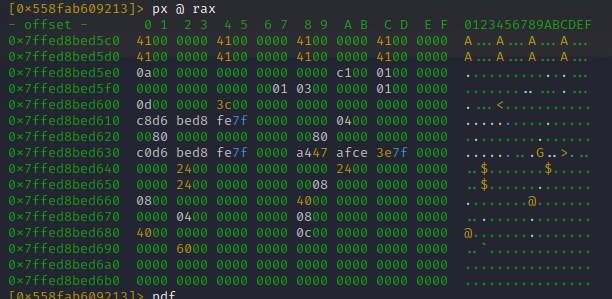 [0x558fab609213]> px @ rax
- offset - 0 1 2 3 4 5 6 7 8 9 A B C D E F 0123456789ABCDEF
0x7ffed8bed5c0 4100 0000 4100 0000 4100 0000 4100 0000 A...A...A...A...
0x7ffed8bed5d0 4100 0000 4100 0000 4100 0000 4100 0000 A...A...A...A...
0x7ffed8bed5e0 0a00 0000 0000 0000 0000 c100 0100 0000 ................
0x7ffed8bed5f0 0000 0000 0000 0001 0300 0000 0100 0000 ................
0x7ffed8bed600 0d00 0000 3c00 0000 0000 0000 0000 0000 ....<...........
0x7ffed8bed610 c8d6 bed8 fe7f 0000 0000 0400 0000 0000 ................
0x7ffed8bed620 0080 0000 0000 0000 0080 0000 0000 0000 ................
0x7ffed8bed630 c0d6 bed8 fe7f 0000 a447 afce 3e7f 0000 .........G..>...
0x7ffed8bed640 0000 2400 0000 0000 0000 2400 0000 0000 ..$.......$.....
0x7ffed8bed650 0000 2400 0000 0000 0008 0000 0000 0000 ..$.............
0x7ffed8bed660 0800 0000 0000 0000 4000 0000 0000 0000 ........@.......
0x7ffed8bed670 0000 0400 0000 0000 0800 0000 0000 0000 ................
0x7ffed8bed680 4000 0000 0000 0000 0c00 0000 0000 0000 @...............
0x7ffed8bed690 0000 6000 0000 0000 0000 0000 0000 0000 ..`.............
0x7ffed8bed6a0 0000 0000 0000 0000 0000 0000 0000 0000 ................
0x7ffed8bed6b0 0000 0000 0000 0000 0000 0000 0000 0000 ................
[0x558fab609213]> pdf